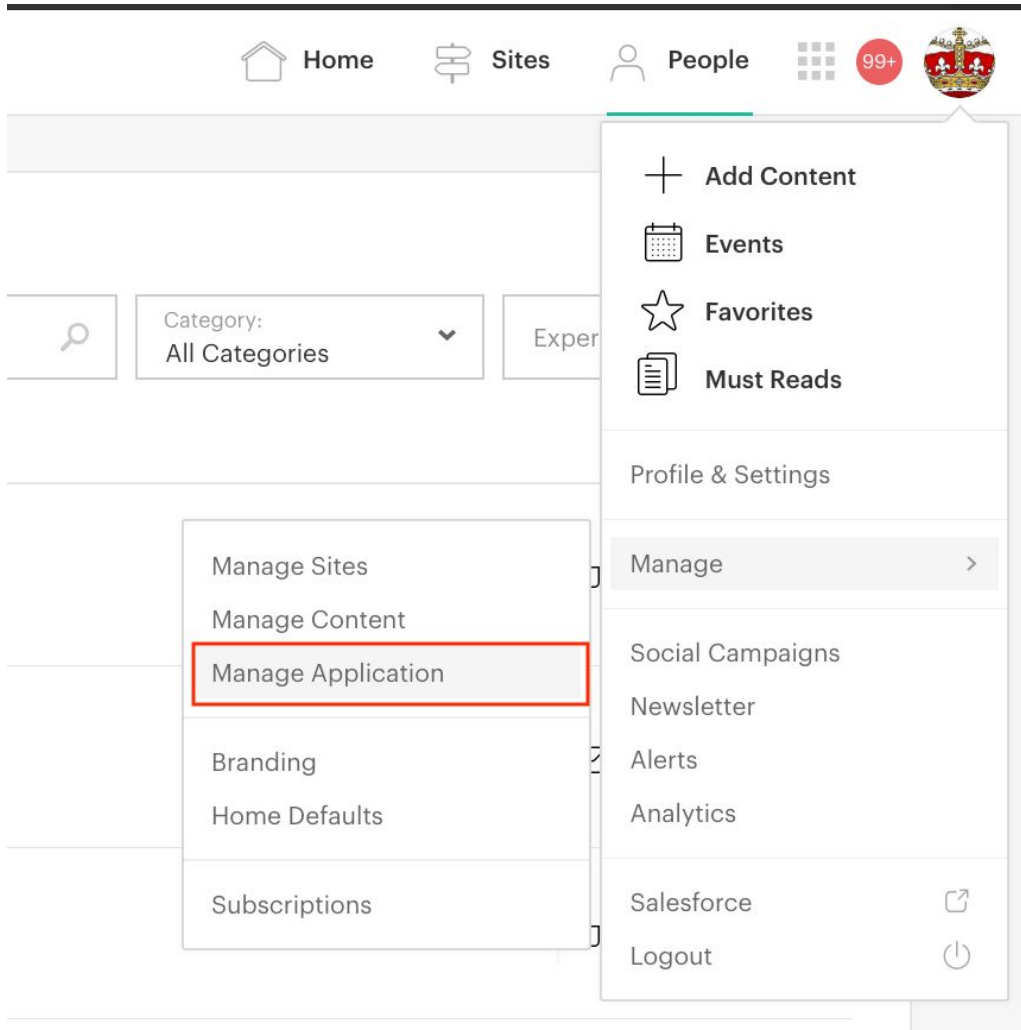 Home
Sites
People
99+
Add Content
Events
Favorites
Must Reads
Category:
All Categories
Exper
Profile & Settings
Manage
Manage Sites
Manage Content
Manage Application
Branding
Home Defaults
Subscriptions
Social Campaigns
Newsletter
Alerts
Analytics
Salesforce
Logout